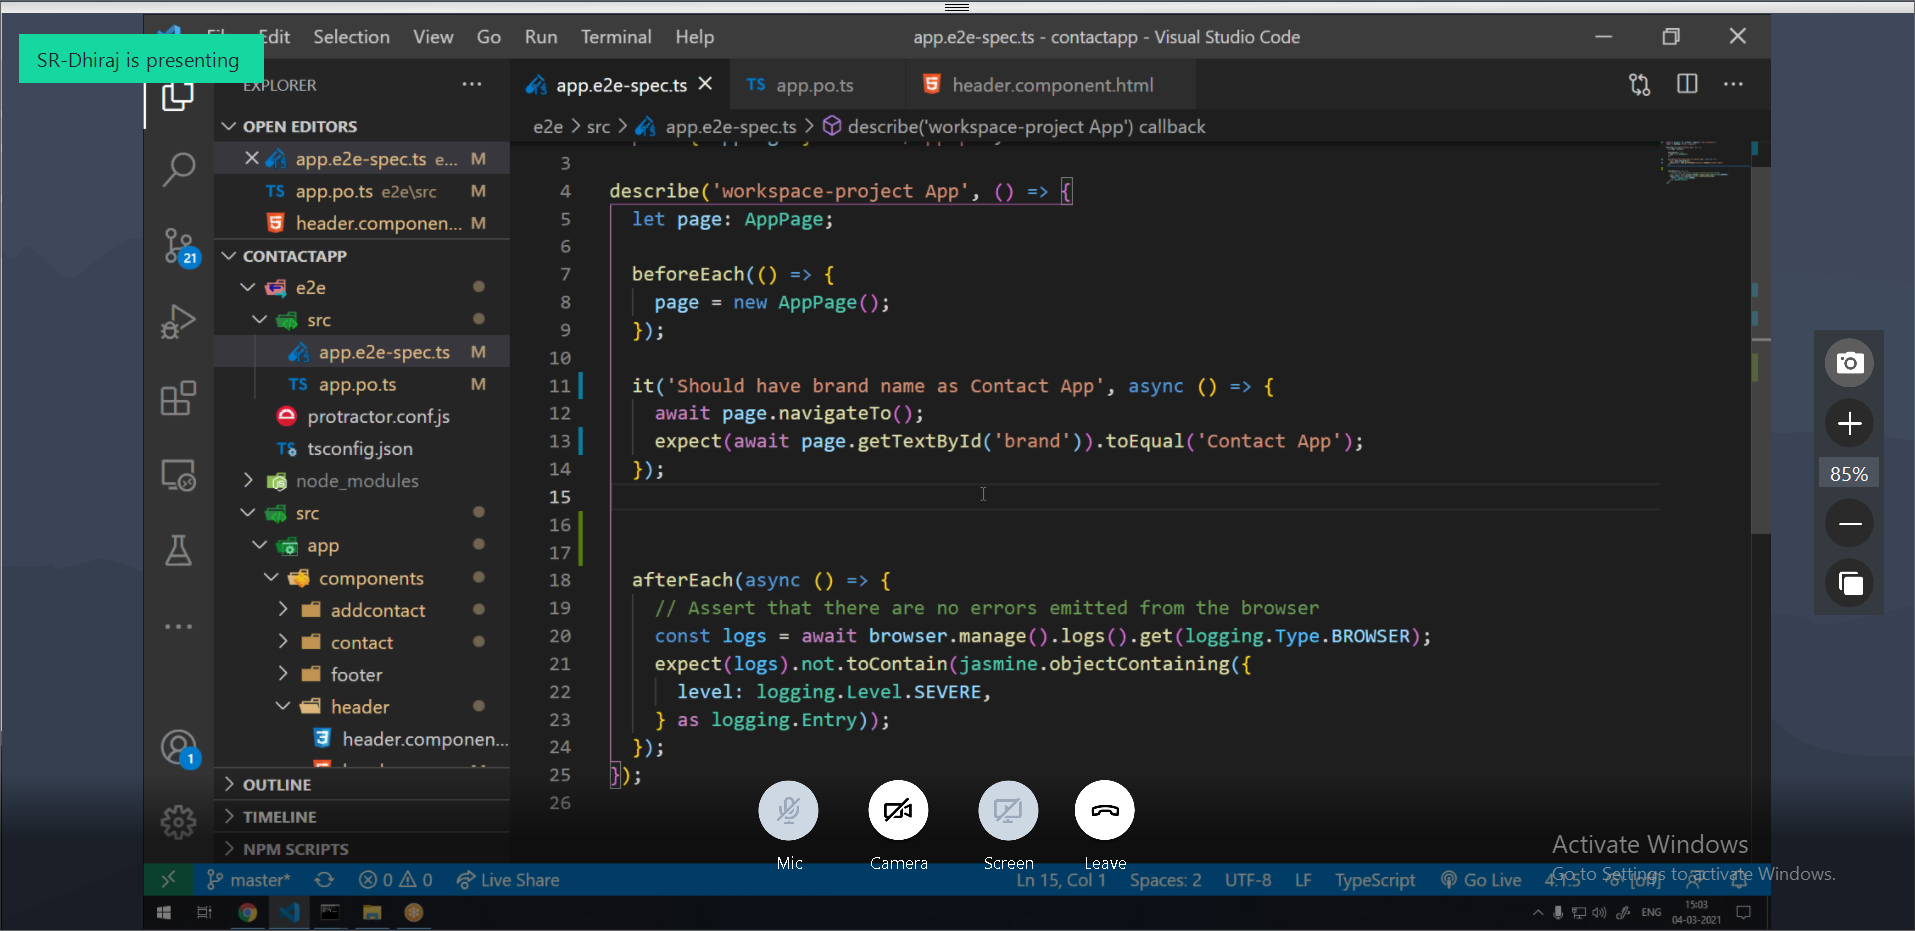 SR-Dhiraj is presenting
Edit Selection View Go Run Terminal Help
app.e2e-spec.ts - contactapp - Visual Studio Code
EXPLORER
OPEN EDITORS
app.e2e-spec.ts e... M
TS app.po.ts e2e\src M
header.componen... M
CONTACTAPP
e2e
src
app.e2e-spec.ts M
TS app.po.ts M
protractor.conf.js
TS tsconfig.json
node_modules
src
app
components
addcontact
contact
footer
header
header.componen...
OUTLINE
TIMELINE
NPM SCRIPTS
21
1
app.e2e-spec.ts
TS app.po.ts
header.component.html
e2e > src > app.e2e-spec.ts > describe('workspace-project App') callback
3
4 describe('workspace-project App', () => {
5 let page: AppPage;
6
7 beforeEach(() => {
8 page = new AppPage();
9 });
10
11 it('Should have brand name as Contact App', async () => {
12 await page.navigateTo();
13 expect(await page.getTextById('brand')).toEqual('Contact App');
14 });
15
16
17
18 afterEach(async () => {
19 // Assert that there are no errors emitted from the browser
20 const logs = await browser.manage().logs().get(logging.Type.BROWSER);
21 expect(logs).not.toContain(jasmine.objectContaining({
22 level: logging.Level.SEVERE,
23 } as logging.Entry));
24 });
25 });
26
85%
Mic
Camera
Screen
Leave
Activate Windows
Go to Settings to activate Windows.
master* 0 0 Live Share
Ln 15, Col 1 Spaces: 2 UTF-8 LF TypeScript Go Live 4.1.5
ENG
15:03
04-03-2021